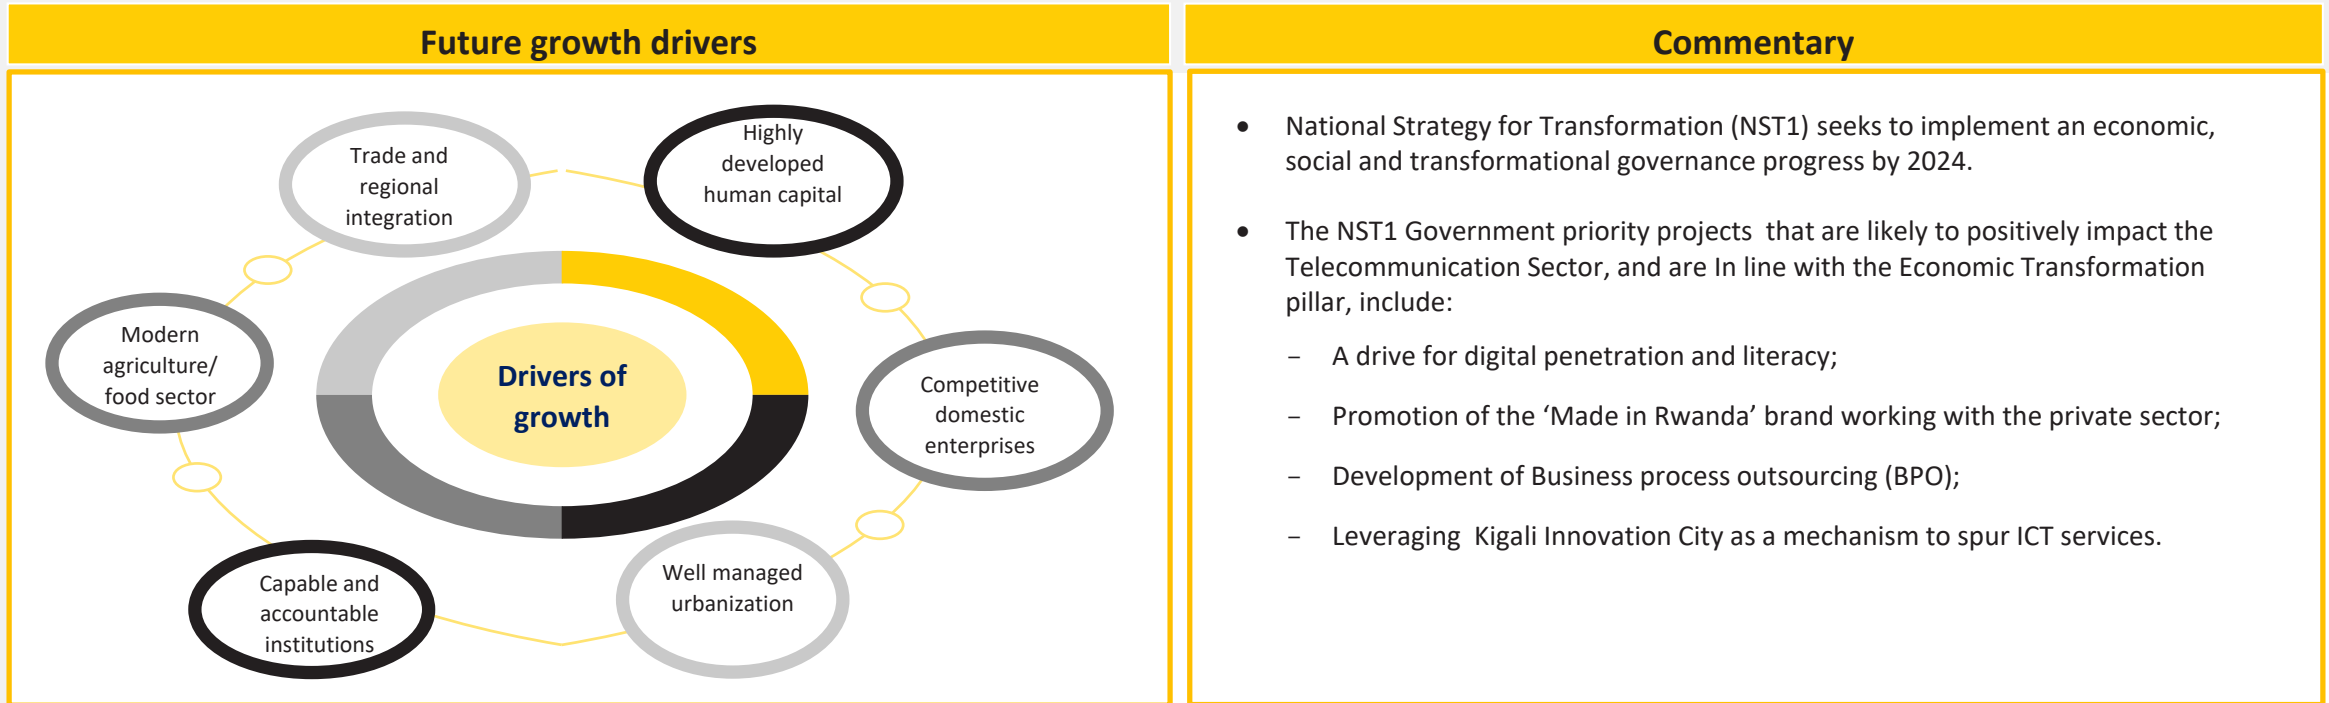 Future growth drivers
Trade and
regional
integration
Highly
developed
human capital
Modern
agriculture/
food sector
Drivers of
growth
Competitive
domestic
enterprises
Capable and
accountable
institutions
Well managed
urbanization
Commentary
• National Strategy for Transformation (NST1) seeks to implement an economic,
social and transformational governance progress by 2024.
• The NST1 Government priority projects  that are likely to positively impact the
Telecommunication Sector, and are In line with the Economic Transformation
pillar, include:
– A drive for digital penetration and literacy;
– Promotion of the ‘Made in Rwanda’ brand working with the private sector;
– Development of Business process outsourcing (BPO);
– Leveraging  Kigali Innovation City as a mechanism to spur ICT services.